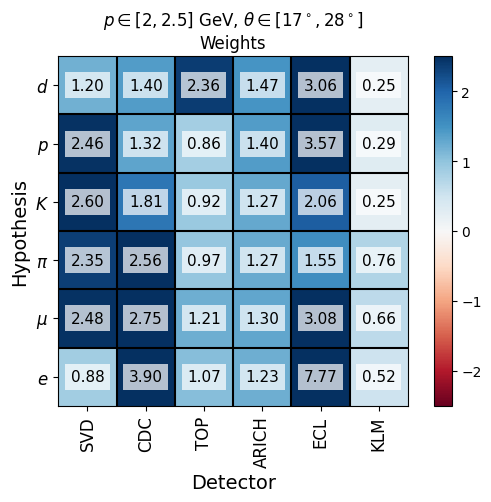 p ∈ [2, 2.5] GeV, θ ∈ [17°, 28°]
Weights
d 1.20 1.40 2.36 1.47 3.06 0.25
p 2.46 1.32 0.86 1.40 3.57 0.29
K 2.60 1.81 0.92 1.27 2.06 0.25
π 2.35 2.56 0.97 1.27 1.55 0.76
μ 2.48 2.75 1.21 1.30 3.08 0.66
e 0.88 3.90 1.07 1.23 7.77 0.52
Hypothesis
SVD CDC TOP ARICH ECL KLM
Detector
2
1
0
−1
−2